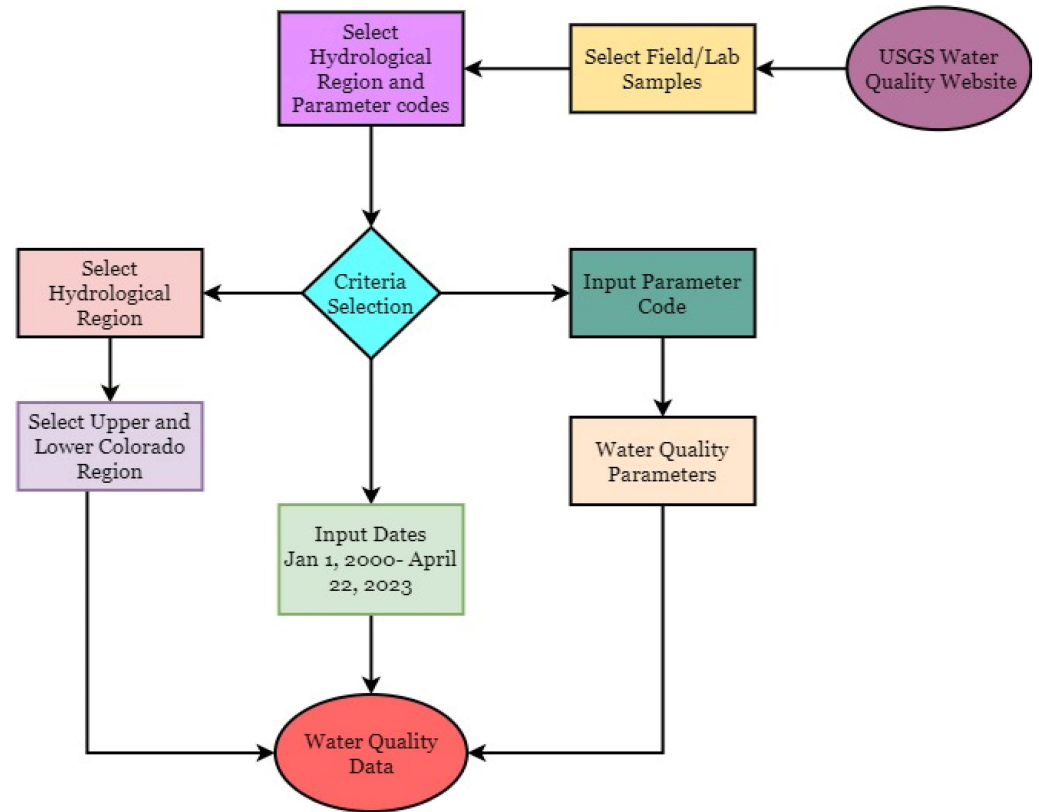 Select
Hydrological
Region and
Parameter codes
Select Field/Lab
Samples
USGS Water
Quality Website
Select
Hydrological
Region
Criteria
Selection
Input Parameter
Code
Select Upper and
Lower Colorado
Region
Water Quality
Parameters
Input Dates
Jan 1, 2000- April
22, 2023
Water Quality
Data